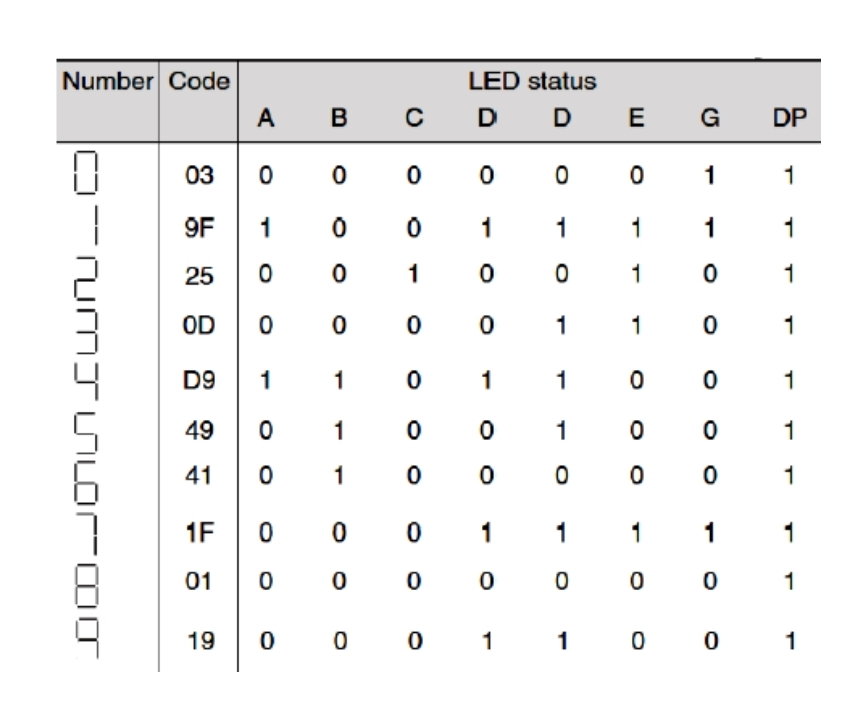 Number Code LED status
A B C D D E G DP
0 03 0 0 0 0 0 0 1 1
1 9F 1 0 0 1 1 1 1 1
2 25 0 0 1 0 0 1 0 1
3 0D 0 0 0 0 1 1 0 1
4 D9 1 1 0 1 1 0 0 1
5 49 0 1 0 0 1 0 0 1
6 41 0 1 0 0 0 0 0 1
7 1F 0 0 0 1 1 1 1 1
8 01 0 0 0 0 0 0 0 1
9 19 0 0 0 1 1 0 0 1